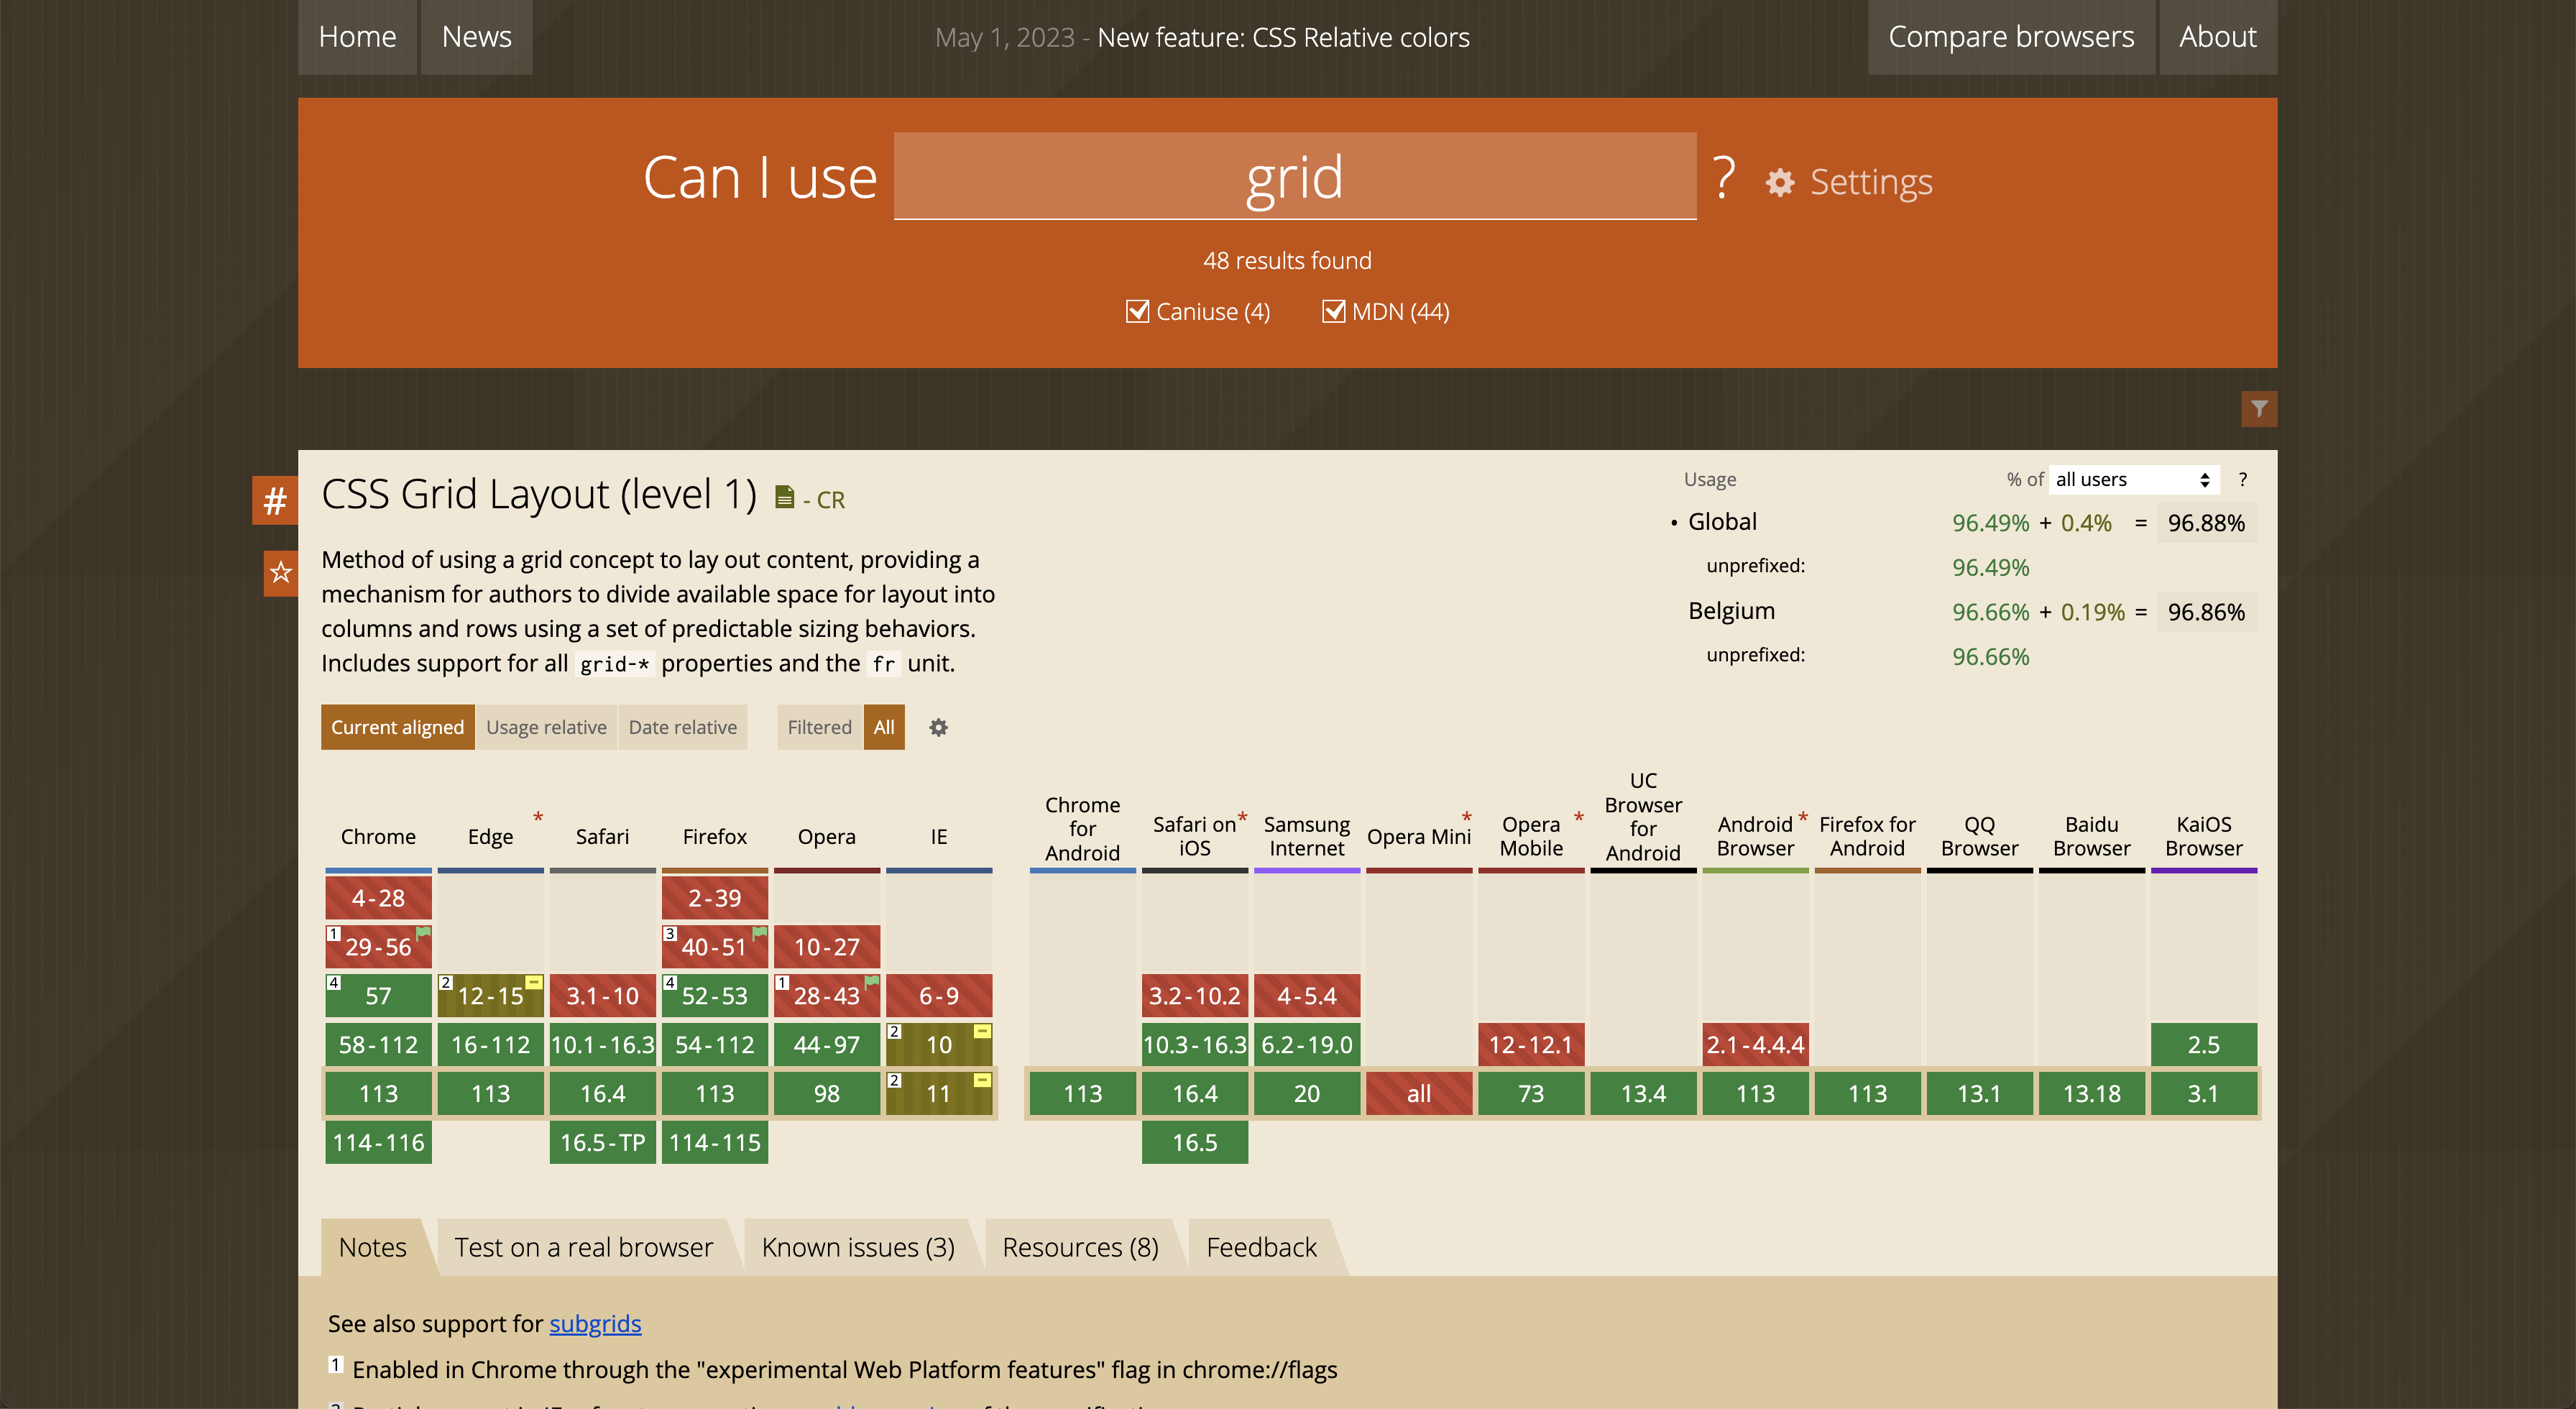 Home
News
May 1, 2023 - New feature: CSS Relative colors
Compare browsers
About
Can I use grid ? Settings
48 results found
Caniuse (4) MDN (44)
#
CSS Grid Layout (level 1) - CR
Method of using a grid concept to lay out content, providing a
mechanism for authors to divide available space for layout into
columns and rows using a set of predictable sizing behaviors.
Includes support for all grid-* properties and the fr unit.
Usage % of all users ?
• Global 96.49% + 0.4% = 96.88%
unprefixed: 96.49%
Belgium 96.66% + 0.19% = 96.86%
unprefixed: 96.66%
Current aligned Usage relative Date relative Filtered All
Chrome
4-28
1 29-56
4 57
58-112
113
114-116
Edge *
2 12-15
16-112
113
Safari
3.1-10
10.1-16.3
16.4
16.5-TP
Firefox
2-39
3 40-51
4 52-53
54-112
113
114-115
Opera
10-27
1 28-43
44-97
98
IE
6-9
2 10
2 11
Chrome
for
Android
113
Safari on *
iOS
3.2-10.2
10.3-16.3
16.4
16.5
Samsung
Internet
4-5.4
6.2-19.0
20
Opera Mini *
all
Opera *
Mobile
12-12.1
73
UC
Browser
for
Android
13.4
Android *
Browser
2.1-4.4.4
113
Firefox for
Android
113
QQ
Browser
13.1
Baidu
Browser
13.18
KaiOS
Browser
2.5
3.1
Notes
Test on a real browser
Known issues (3)
Resources (8)
Feedback
See also support for subgrids
1 Enabled in Chrome through the "experimental Web Platform features" flag in chrome://flags